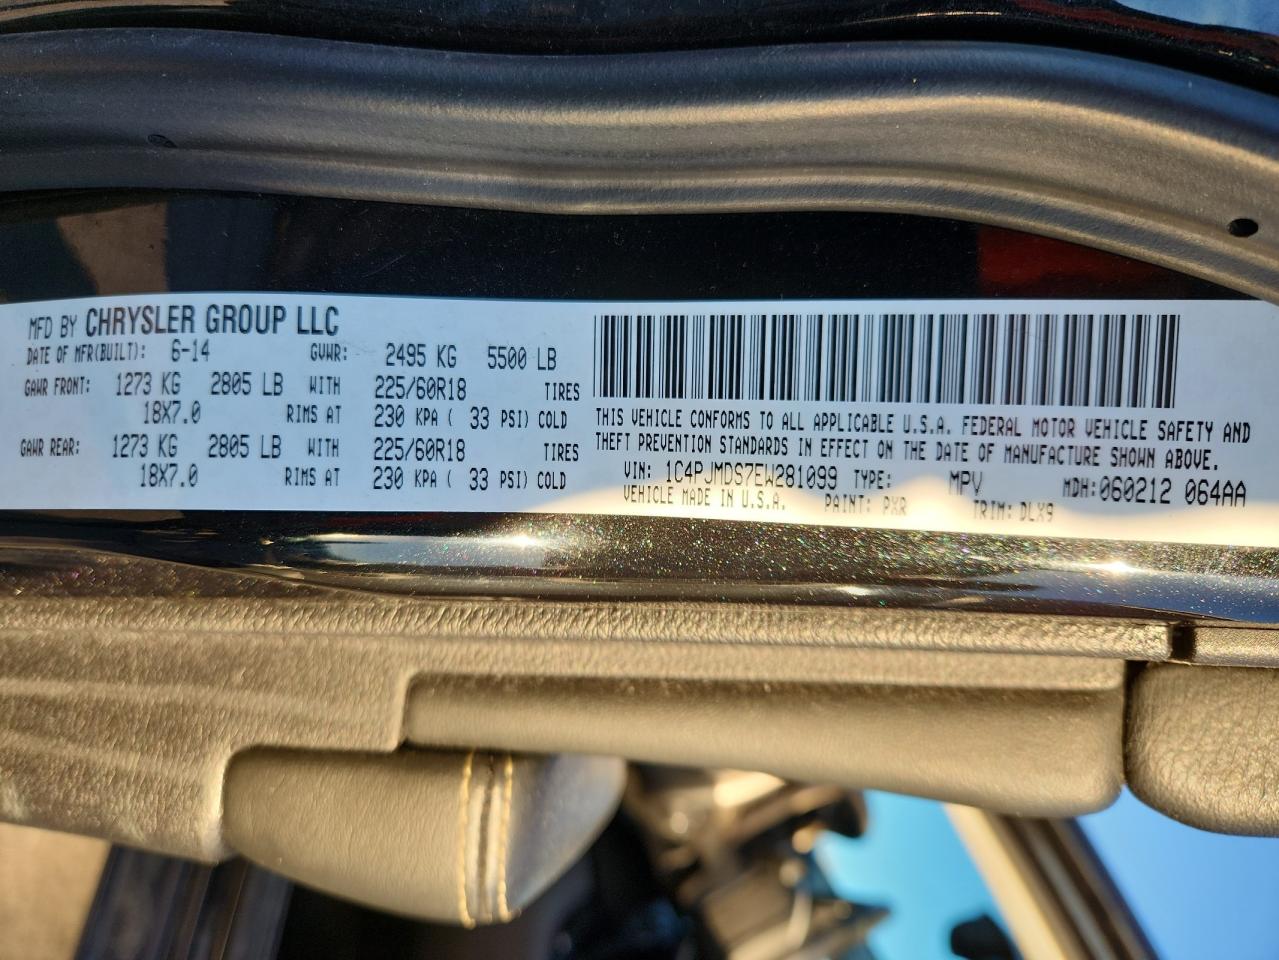 MFD BY CHRYSLER GROUP LLC
DATE OF MFR(BUILT): 6-14 GVWR: 2495 KG 5500 LB
GAWR FRONT: 1273 KG 2805 LB WITH 225/60R18 TIRES
18X7.0 RIMS AT 230 KPA ( 33 PSI) COLD
GAWR REAR: 1273 KG 2805 LB WITH 225/60R18 TIRES
18X7.0 RIMS AT 230 KPA ( 33 PSI) COLD
THIS VEHICLE CONFORMS TO ALL APPLICABLE U.S.A. FEDERAL MOTOR VEHICLE SAFETY AND
THEFT PREVENTION STANDARDS IN EFFECT ON THE DATE OF MANUFACTURE SHOWN ABOVE.
VIN: 1C4PJMDS7EW281099 TYPE: MPV MDH:060212 064AA
VEHICLE MADE IN U.S.A. PAINT: PXR TRIM: DLX9